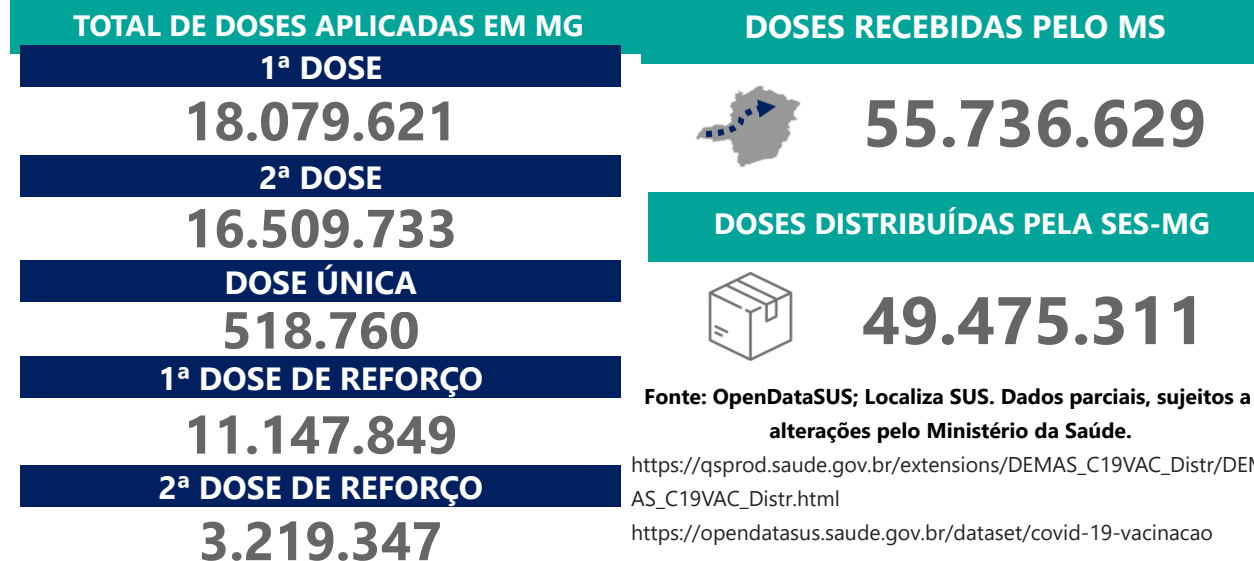 TOTAL DE DOSES APLICADAS EM MG
1ª DOSE
18.079.621
2ª DOSE
16.509.733
DOSE ÚNICA
518.760
1ª DOSE DE REFORÇO
11.147.849
2ª DOSE DE REFORÇO
3.219.347
DOSES RECEBIDAS PELO MS
55.736.629
DOSES DISTRIBUÍDAS PELA SES-MG
49.475.311
Fonte: OpenDataSUS; Localiza SUS. Dados parciais, sujeitos a
alterações pelo Ministério da Saúde.
https://qsprod.saude.gov.br/extensions/DEMAS_C19VAC_Distr/DEM
AS_C19VAC_Distr.html
https://opendatasus.saude.gov.br/dataset/covid-19-vacinacao